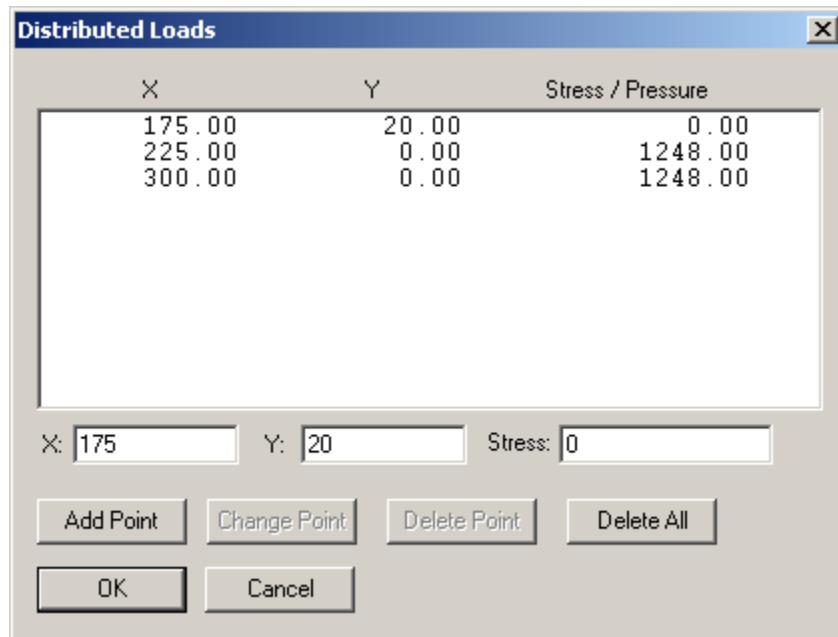 Distributed Loads
X Y Stress / Pressure
175.00 20.00 0.00
225.00 0.00 1248.00
300.00 0.00 1248.00
X: 175 Y: 20 Stress: 0
Add Point Change Point Delete Point Delete All
OK Cancel